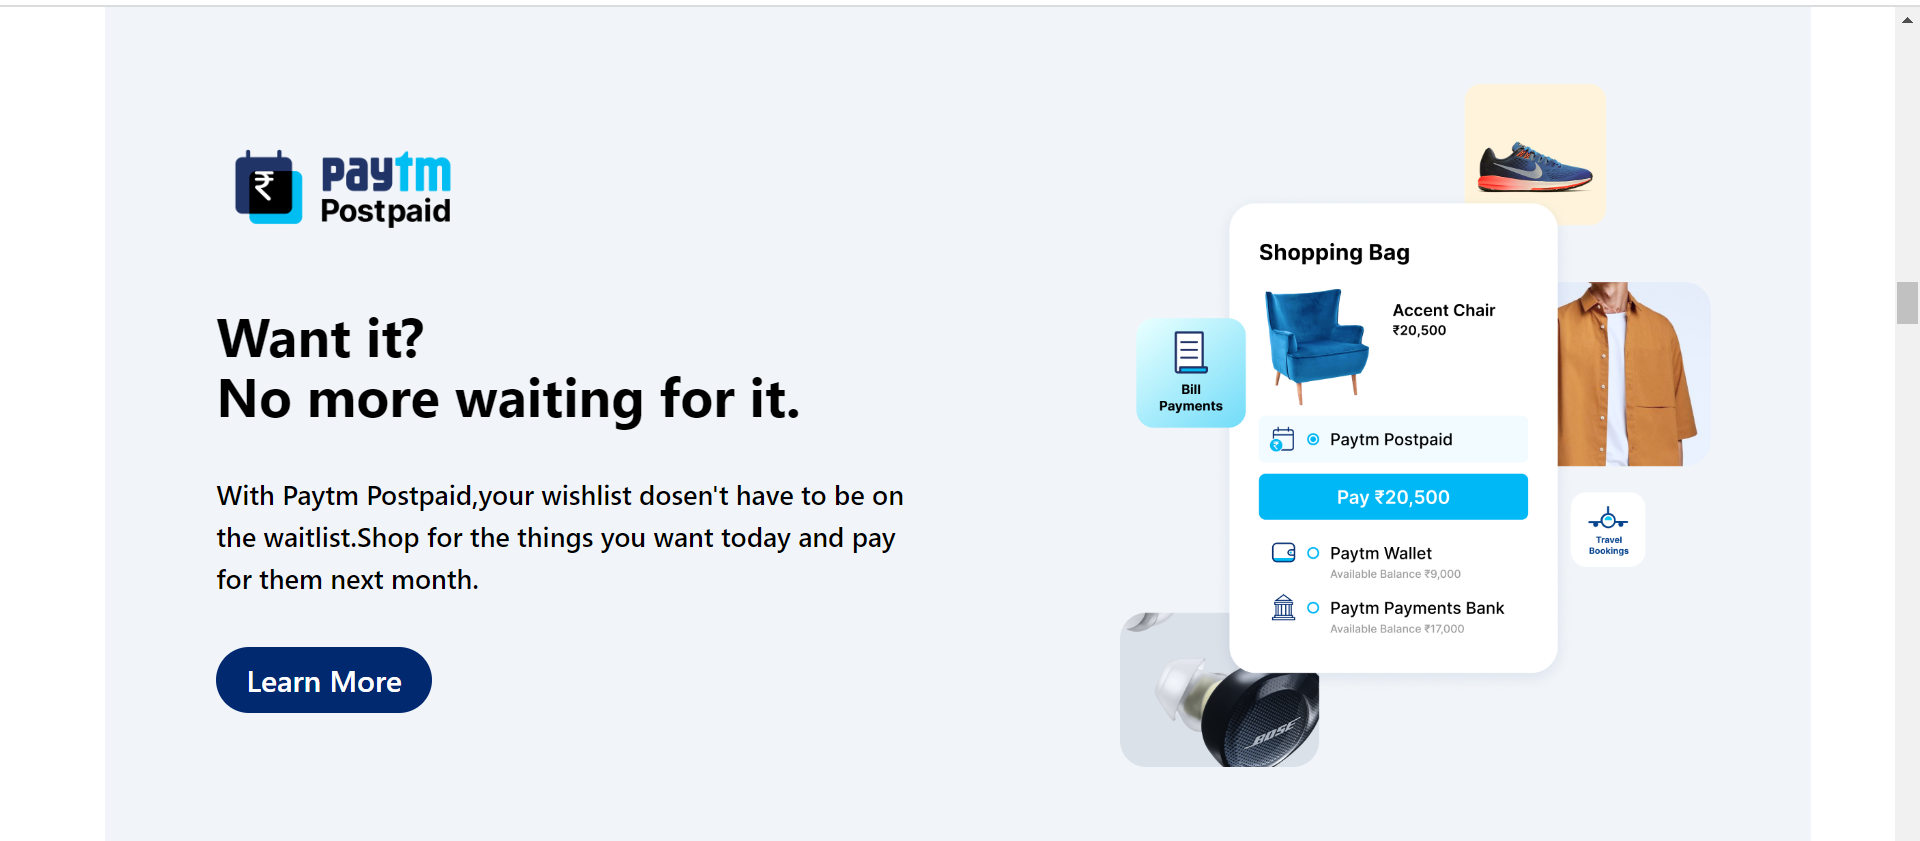 paytm
Postpaid
Want it?
No more waiting for it.
With Paytm Postpaid,your wishlist dosen't have to be on
the waitlist.Shop for the things you want today and pay
for them next month.
Learn More
Shopping Bag
Accent Chair
₹20,500
Bill
Payments
Paytm Postpaid
Pay ₹20,500
Paytm Wallet
Available Balance ₹9,000
Paytm Payments Bank
Available Balance ₹17,000
Travel
Bookings
BOSE